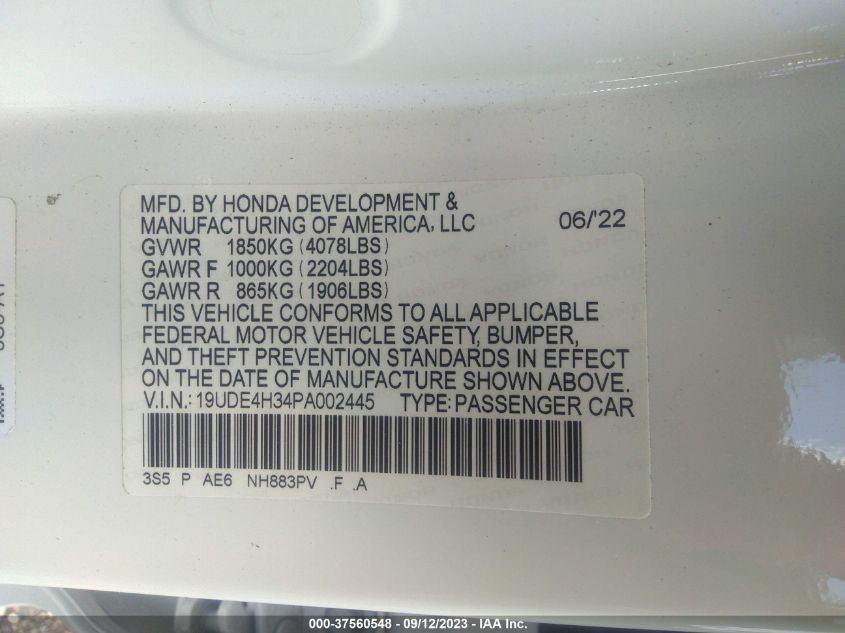 MFD. BY HONDA DEVELOPMENT &
MANUFACTURING OF AMERICA, LLC 06/'22
GVWR 1850KG (4078LBS)
GAWR F 1000KG (2204LBS)
GAWR R 865KG (1906LBS)
THIS VEHICLE CONFORMS TO ALL APPLICABLE
FEDERAL MOTOR VEHICLE SAFETY, BUMPER,
AND THEFT PREVENTION STANDARDS IN EFFECT
ON THE DATE OF MANUFACTURE SHOWN ABOVE.
V.I.N.: 19UDE4H34PA002445 TYPE: PASSENGER CAR
3S5 P AE6 NH883PV .F .A
000-37560548 - 09/12/2023 - IAA Inc.